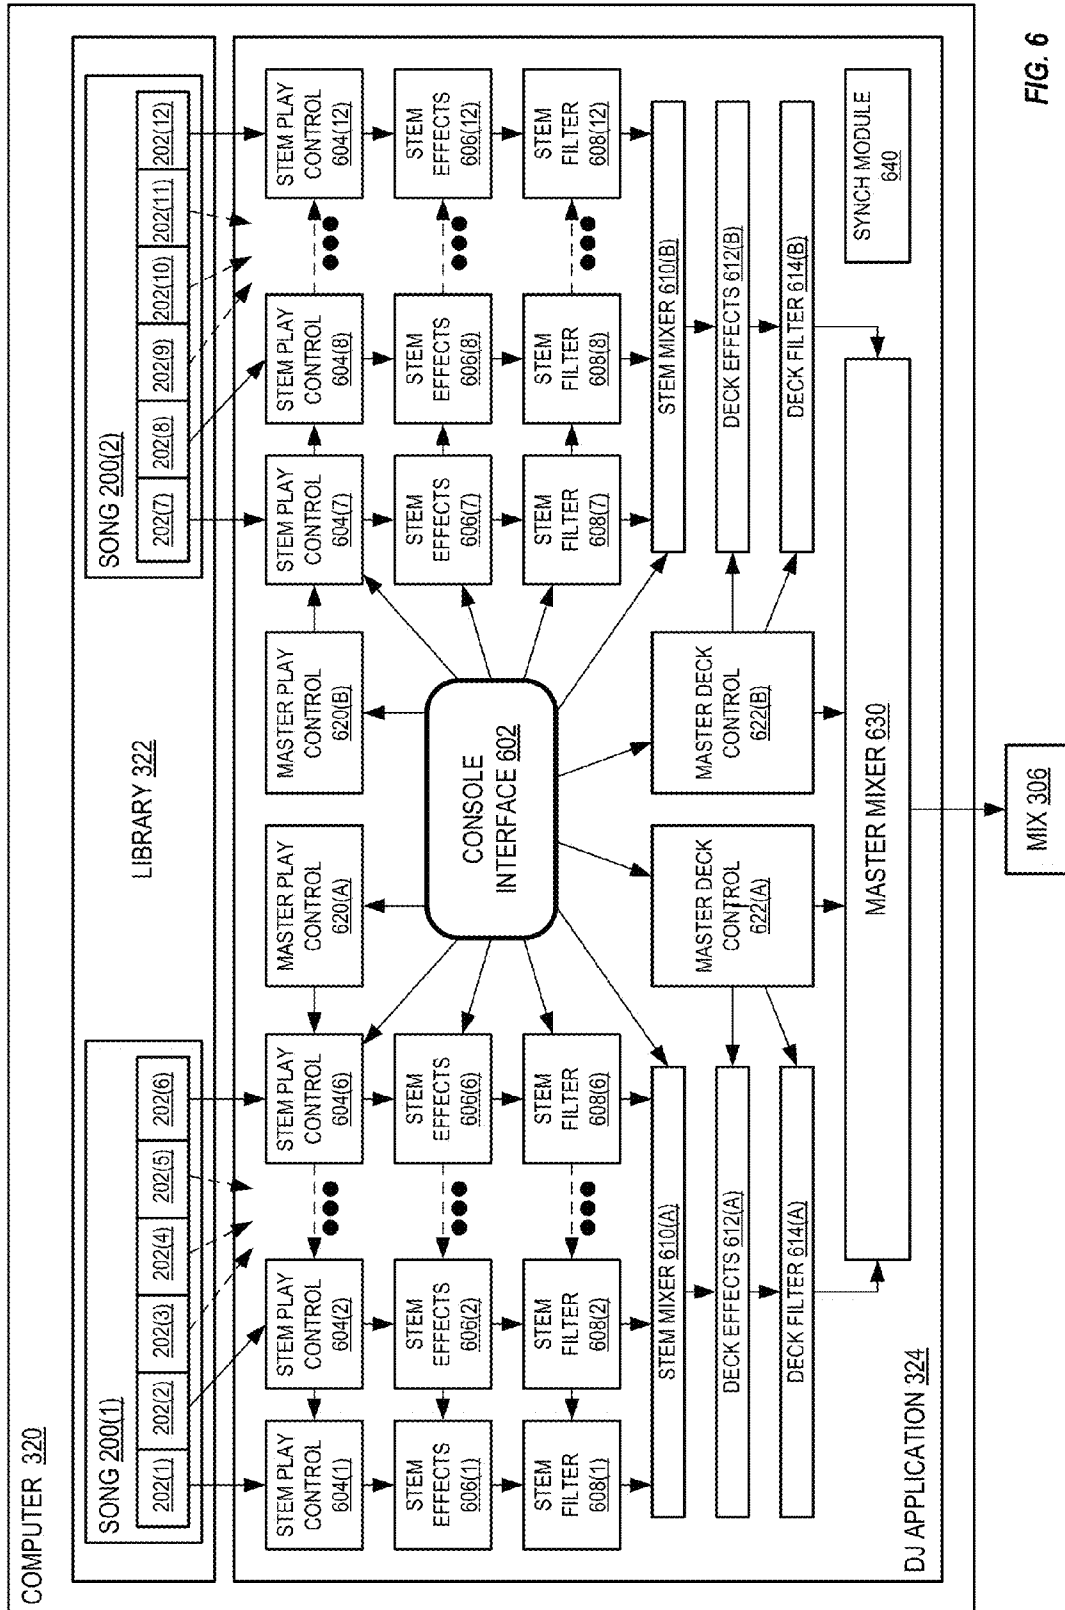 COMPUTER 320
LIBRARY 322
SONG 200(1)
202(1)
202(2)
202(3)
202(4)
202(5)
202(6)
SONG 200(2)
202(7)
202(8)
202(9)
202(10)
202(11)
202(12)
STEM PLAY
CONTROL
604(1)
STEM PLAY
CONTROL
604(2)
STEM PLAY
CONTROL
604(6)
MASTER PLAY
CONTROL
620(A)
MASTER PLAY
CONTROL
620(B)
STEM PLAY
CONTROL
604(7)
STEM PLAY
CONTROL
604(8)
STEM PLAY
CONTROL
604(12)
STEM
EFFECTS
606(1)
STEM
EFFECTS
606(2)
STEM
EFFECTS
606(6)
CONSOLE
INTERFACE 602
STEM
EFFECTS
606(7)
STEM
EFFECTS
606(8)
STEM
EFFECTS
606(12)
STEM
FILTER
608(1)
STEM
FILTER
608(2)
STEM
FILTER
608(6)
STEM
FILTER
608(7)
STEM
FILTER
608(8)
STEM
FILTER
608(12)
STEM MIXER 610(A)
DECK EFFECTS 612(A)
DECK FILTER 614(A)
MASTER DECK
CONTROL
622(A)
MASTER DECK
CONTROL
622(B)
STEM MIXER 610(B)
DECK EFFECTS 612(B)
DECK FILTER 614(B)
MASTER MIXER 630
SYNCH MODULE
640
DJ APPLICATION 324
MIX 306
FIG. 6